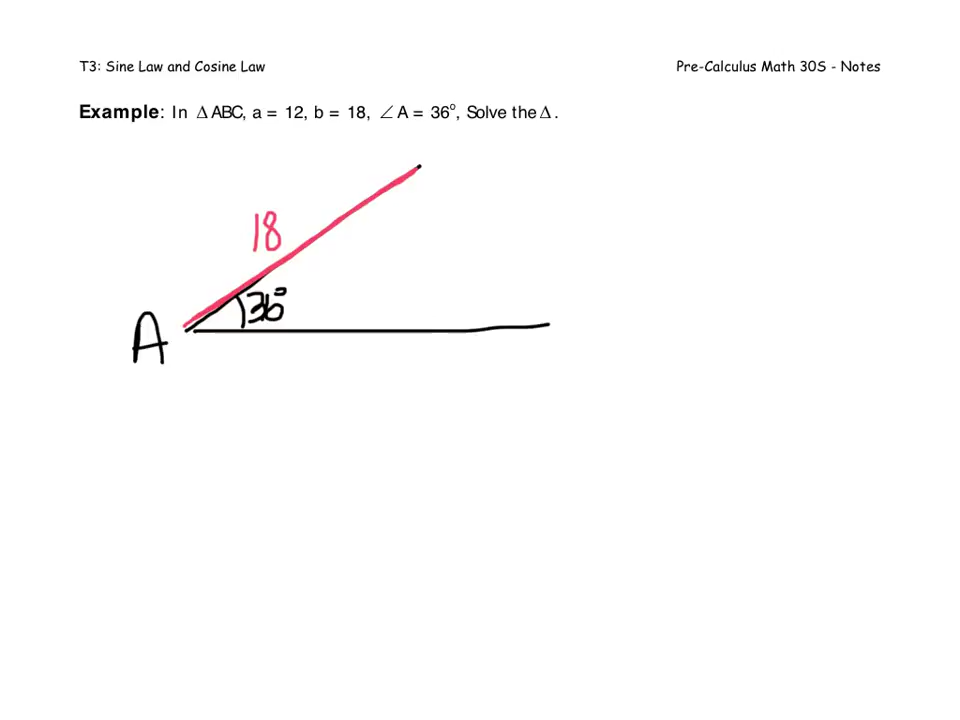 T3: Sine Law and Cosine Law
Pre-Calculus Math 30S - Notes
Example: In Δ ABC, a = 12, b = 18, ∠ A = 36°, Solve the Δ .
18
36°
A